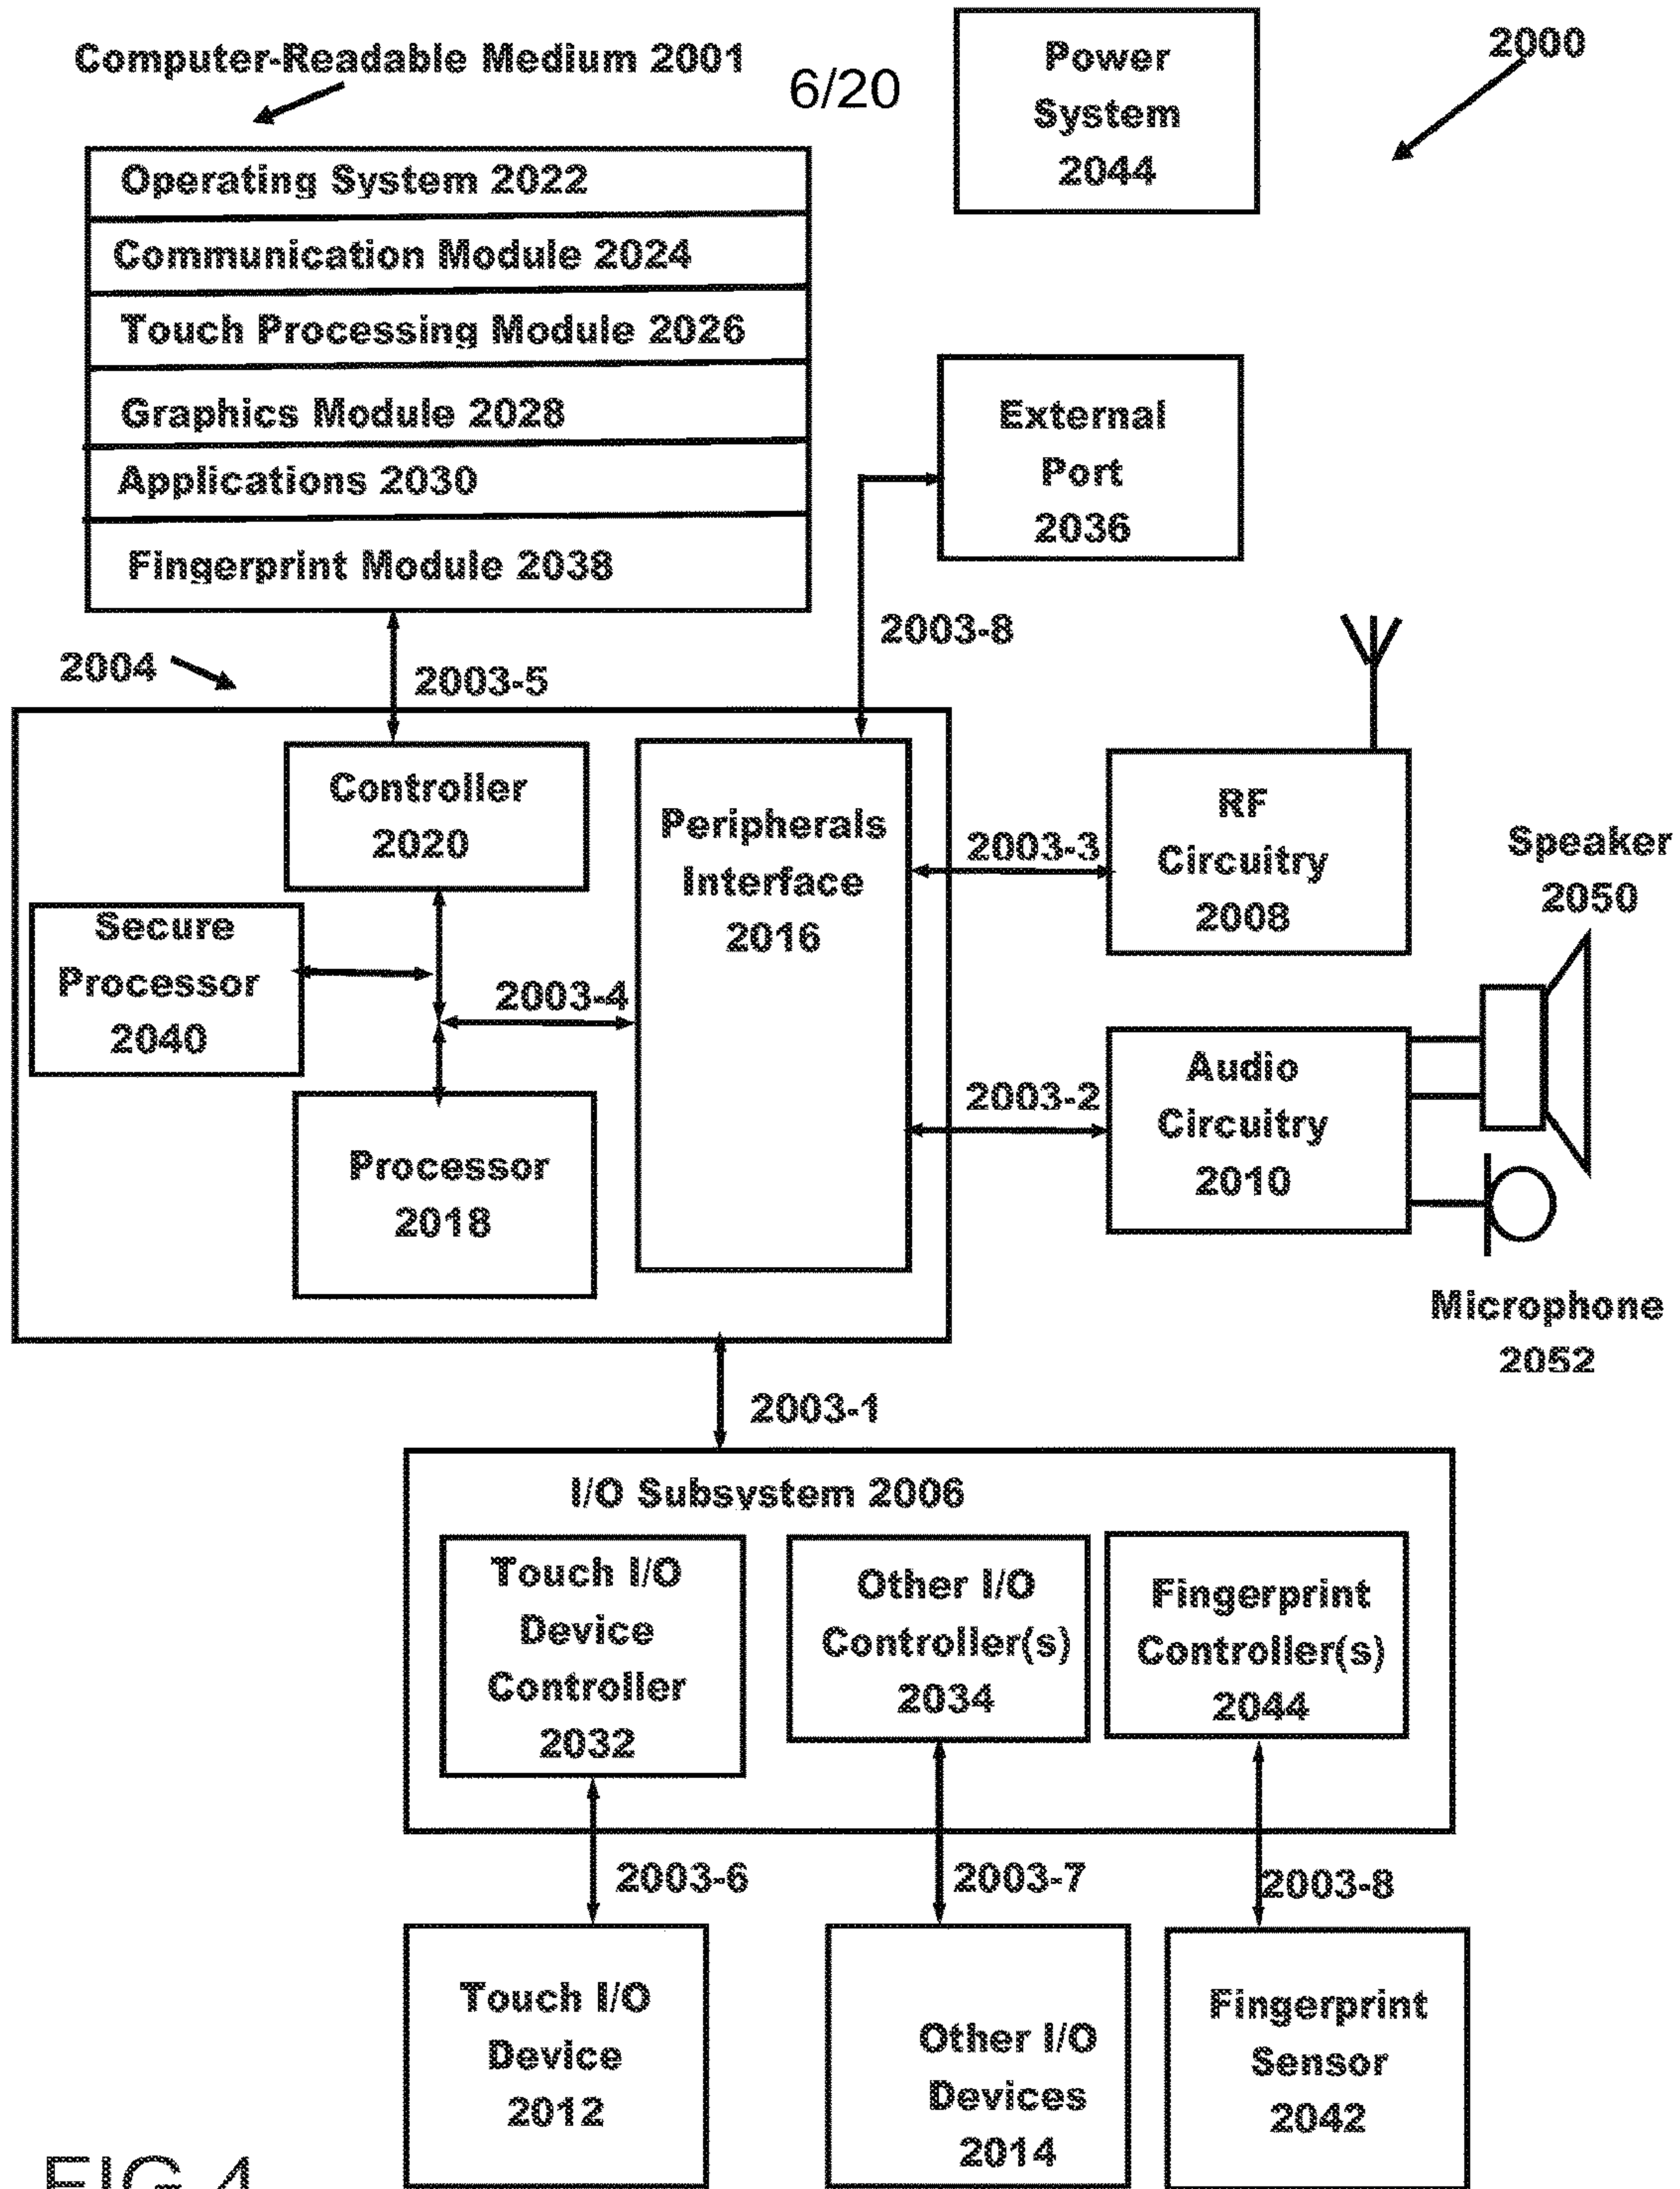 Computer-Readable Medium 2001
6/20
Power
System
2044
2000
Operating System 2022
Communication Module 2024
Touch Processing Module 2026
Graphics Module 2028
Applications 2030
Fingerprint Module 2038
External
Port
2036
2003-8
2004
2003-5
Controller
2020
Peripherals
Interface
2016
Secure
Processor
2040
2003-4
Processor
2018
2003-3
RF
Circuitry
2008
Speaker
2050
2003-2
Audio
Circuitry
2010
Microphone
2052
2003-1
I/O Subsystem 2006
Touch I/O
Device
Controller
2032
Other I/O
Controller(s)
2034
Fingerprint
Controller(s)
2044
2003-6
2003-7
2003-8
Touch I/O
Device
2012
Other I/O
Devices
2014
Fingerprint
Sensor
2042
FIG. 4